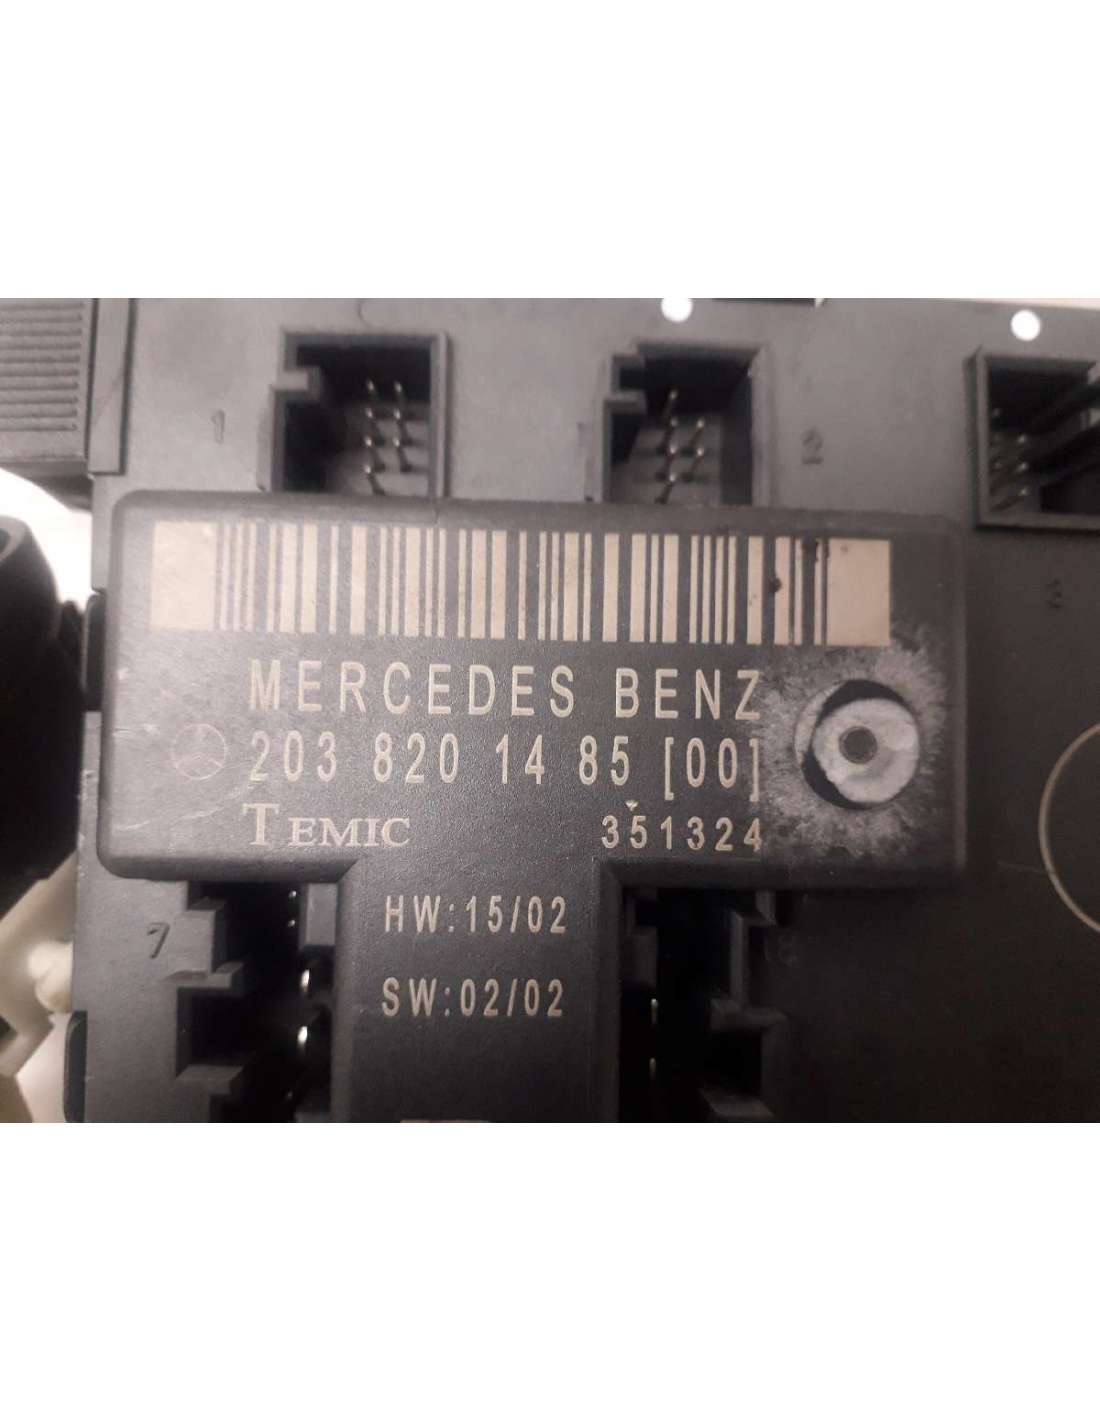 1
2
MERCEDES BENZ
203 820 14 85 [00]
TEMIC
351324
HW:15/02
7
SW:02/02